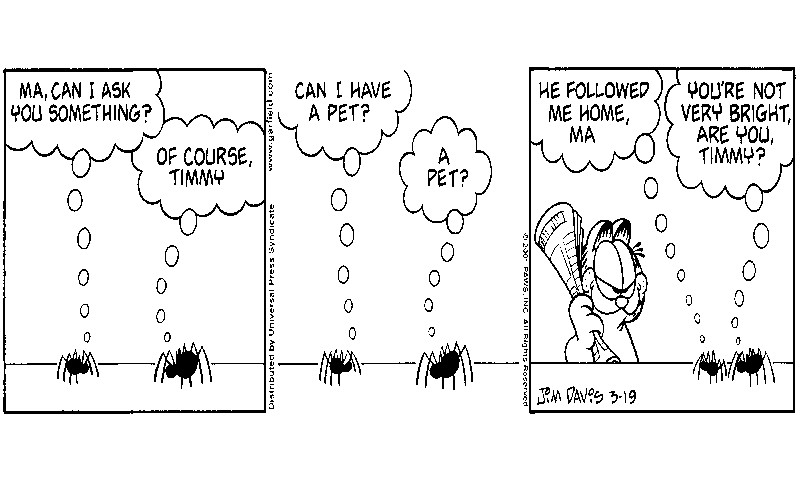 MA, CAN I ASK
YOU SOMETHING?
OF COURSE,
TIMMY
www.garfield.com
Distributed by Universal Press Syndicate
CAN I HAVE
A PET?
A
PET?
HE FOLLOWED
ME HOME,
MA
YOU'RE NOT
VERY BRIGHT,
ARE YOU,
TIMMY?
PAWS, INC. All Rights Reserved
JIM DAVIS 3-19